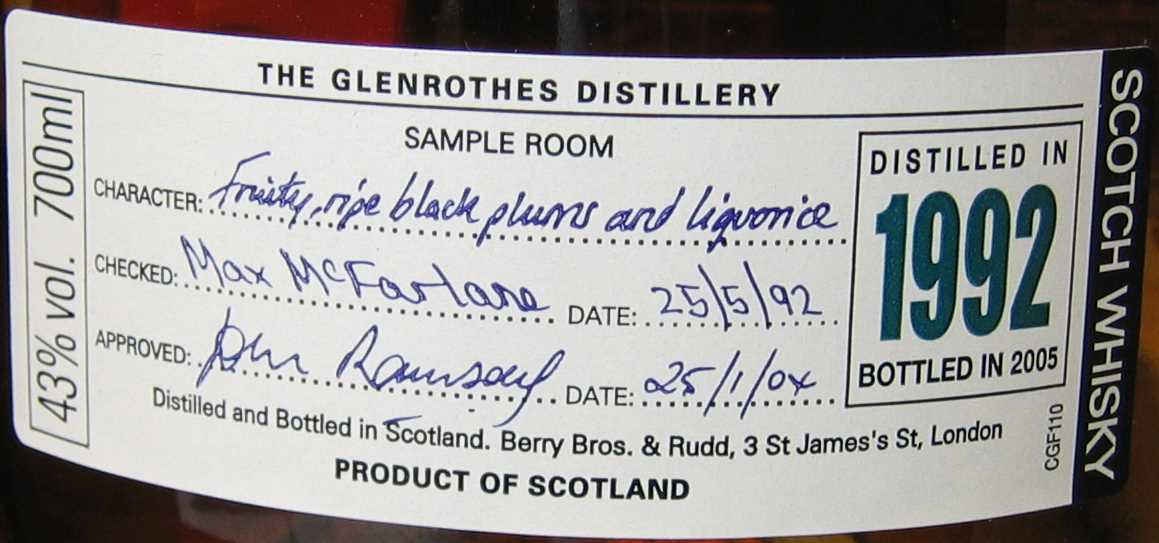 THE GLENROTHES DISTILLERY
SAMPLE ROOM
43% vol. 700ml
CHARACTER: Fruity, ripe black plums and liquorice
CHECKED: Max McFarlane DATE: 25/5/92
APPROVED: John Ramsay DATE: 25/1/04
Distilled and Bottled in Scotland. Berry Bros. & Rudd, 3 St James's St, London
PRODUCT OF SCOTLAND
DISTILLED IN
1992
BOTTLED IN 2005
CGF110
SCOTCH WHISKY